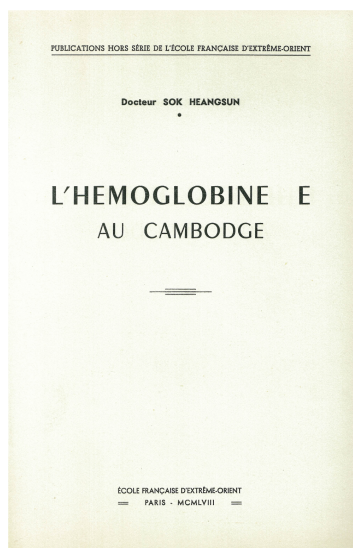 PUBLICATIONS HORS SÉRIE DE L'ÉCOLE FRANÇAISE D'EXTRÊME-ORIENT
Docteur SOK HEANGSUN
L'HEMOGLOBINE E
AU CAMBODGE
ÉCOLE FRANÇAISE D'EXTRÊME-ORIENT
PARIS - MCMLVIII